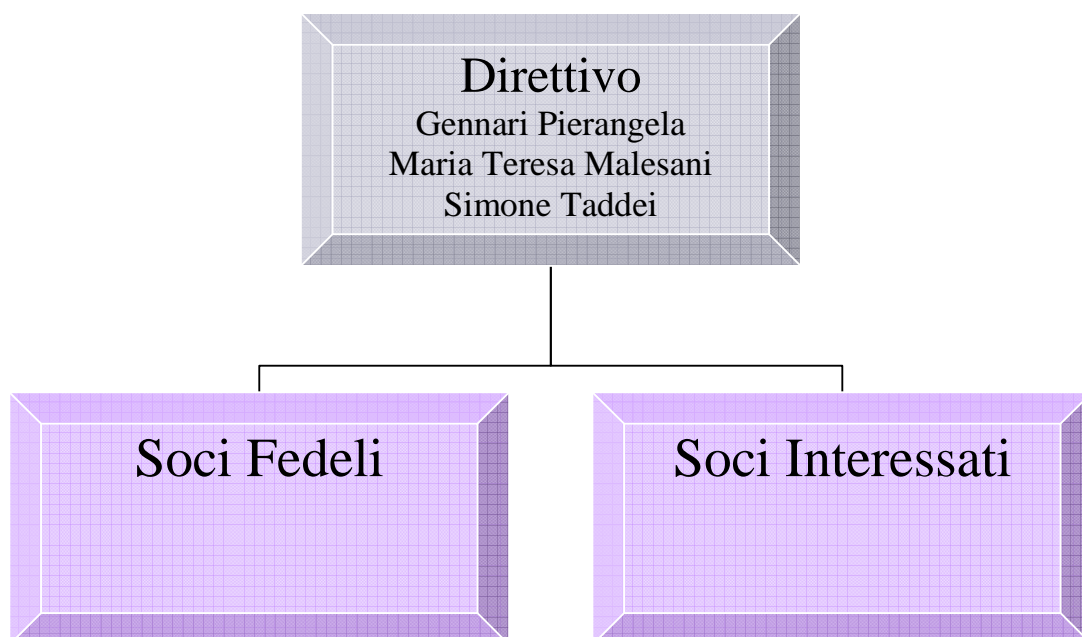 Direttivo
Gennari Pierangela
Maria Teresa Malesani
Simone Taddei
Soci Fedeli
Soci Interessati